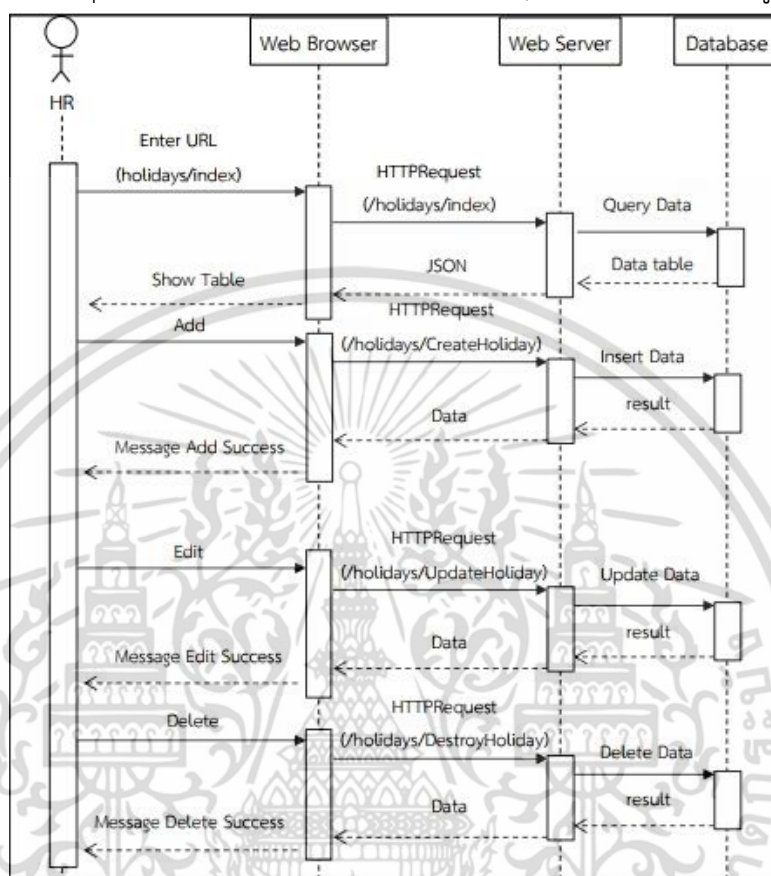 Web Browser
Web Server
Database
HR
Enter URL
(holidays/index)
HTTPRequest
(/holidays/index)
Query Data
Data table
JSON
Show Table
HTTPRequest
Add
(/holidays/CreateHoliday)
Insert Data
result
Data
Message Add Success
HTTPRequest
Edit
(/holidays/UpdateHoliday)
Update Data
result
Data
Message Edit Success
HTTPRequest
Delete
(/holidays/DestroyHoliday)
Delete Data
result
Data
Message Delete Success